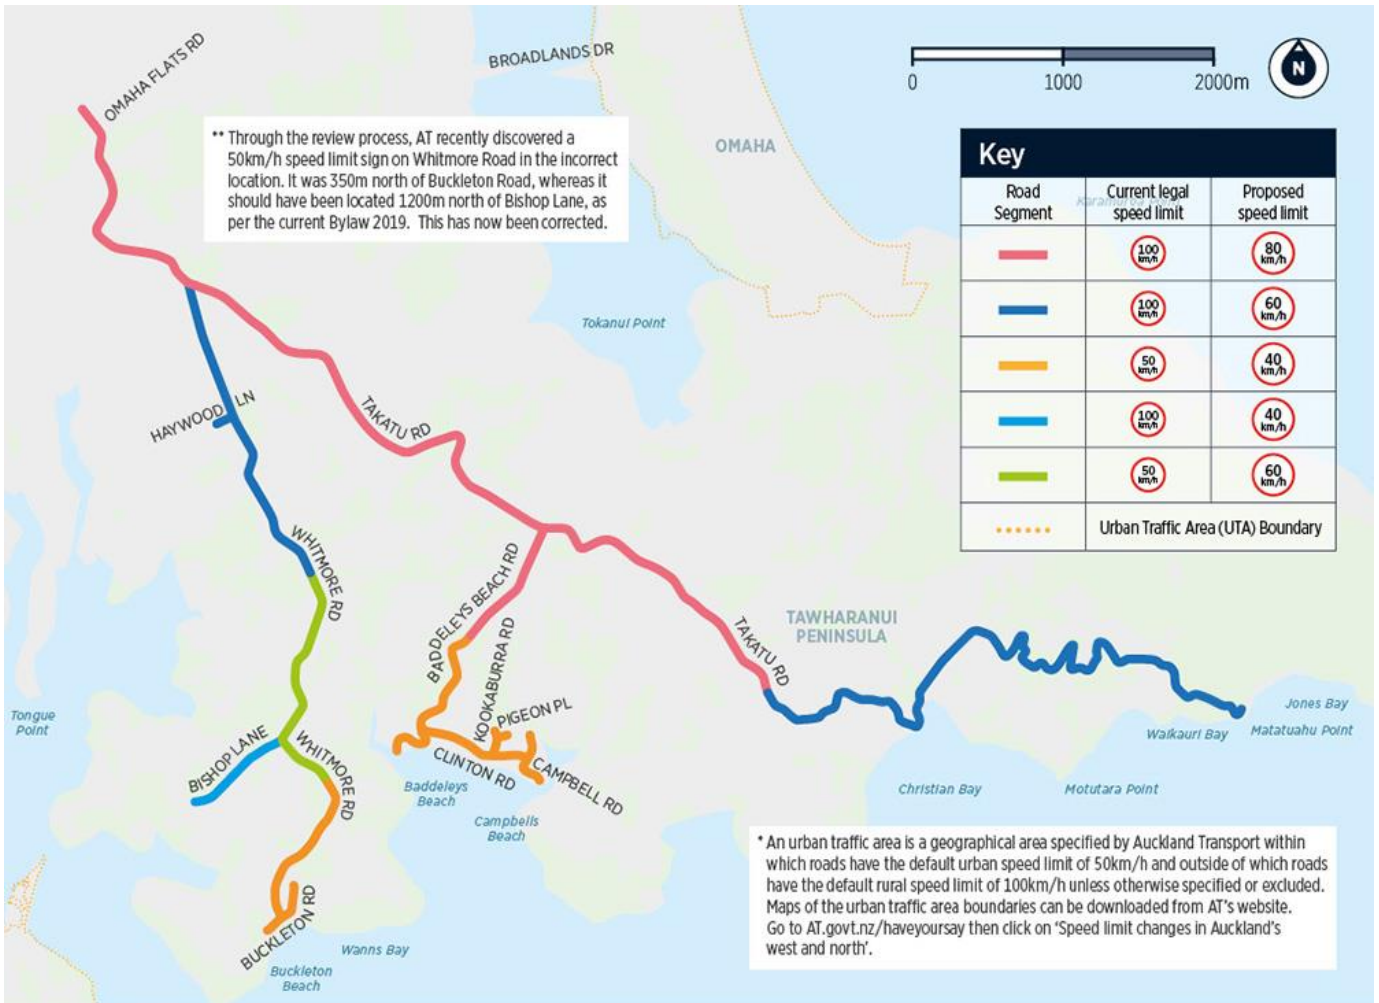 OMAHA FLATS RD
BROADLANDS DR
0 1000 2000m
N
** Through the review process, AT recently discovered a
50km/h speed limit sign on Whitmore Road in the incorrect
location. It was 350m north of Buckleton Road, whereas it
should have been located 1200m north of Bishop Lane, as
per the current Bylaw 2019. This has now been corrected.
OMAHA
Key
Road
Segment
Current legal
speed limit
Proposed
speed limit
Karamuroa Point
100
km/h
80
km/h
100
km/h
60
km/h
50
km/h
40
km/h
100
km/h
40
km/h
50
km/h
60
km/h
Urban Traffic Area (UTA) Boundary
Tokanui Point
HAYWOOD LN
TAKATU RD
WHITMORE RD
BADDELEYS BEACH RD
KOOKABURRA RD
TAKATU RD
TAWHARANUI
PENINSULA
PIGEON PL
CLINTON RD
CAMPBELL RD
Tongue
Point
BISHOP LANE
WHITMORE RD
Baddeleys
Beach
Campbells
Beach
Jones Bay
Waikauri Bay
Matatuahu Point
Christian Bay
Motutara Point
BUCKLETON RD
Wanns Bay
Buckleton
Beach
* An urban traffic area is a geographical area specified by Auckland Transport within
which roads have the default urban speed limit of 50km/h and outside of which roads
have the default rural speed limit of 100km/h unless otherwise specified or excluded.
Maps of the urban traffic area boundaries can be downloaded from AT's website.
Go to AT.govt.nz/haveyoursay then click on 'Speed limit changes in Auckland's
west and north'.